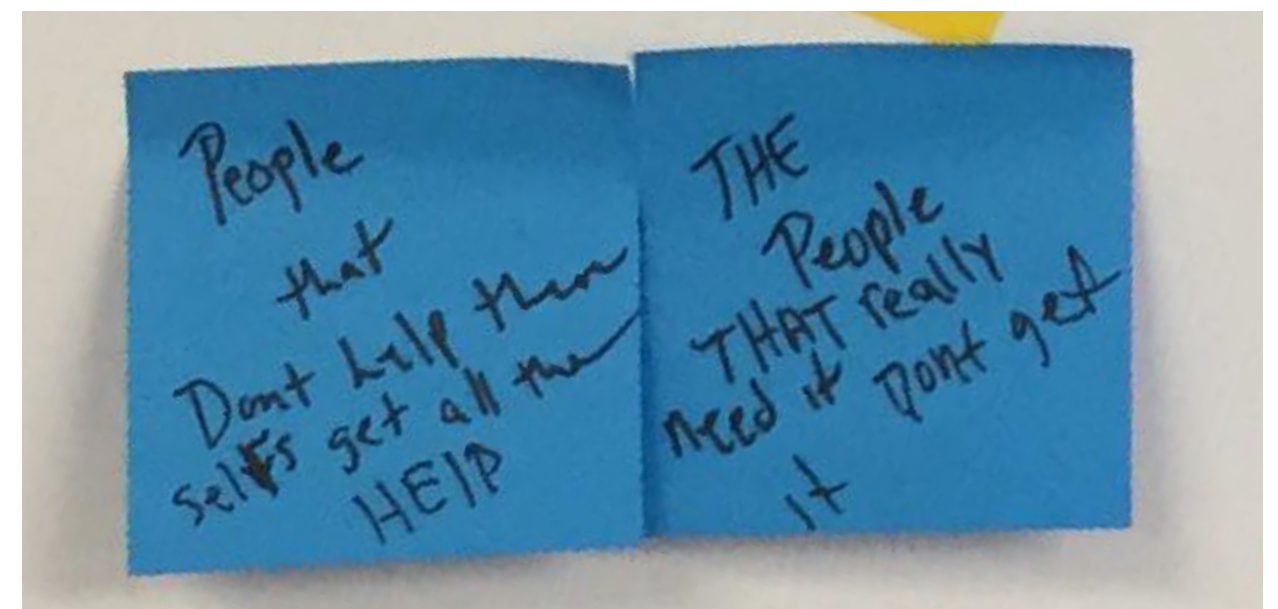 People
that
Dont help them
selfs get all the
HElP
THE
People
THAT really
need it Dont get
it